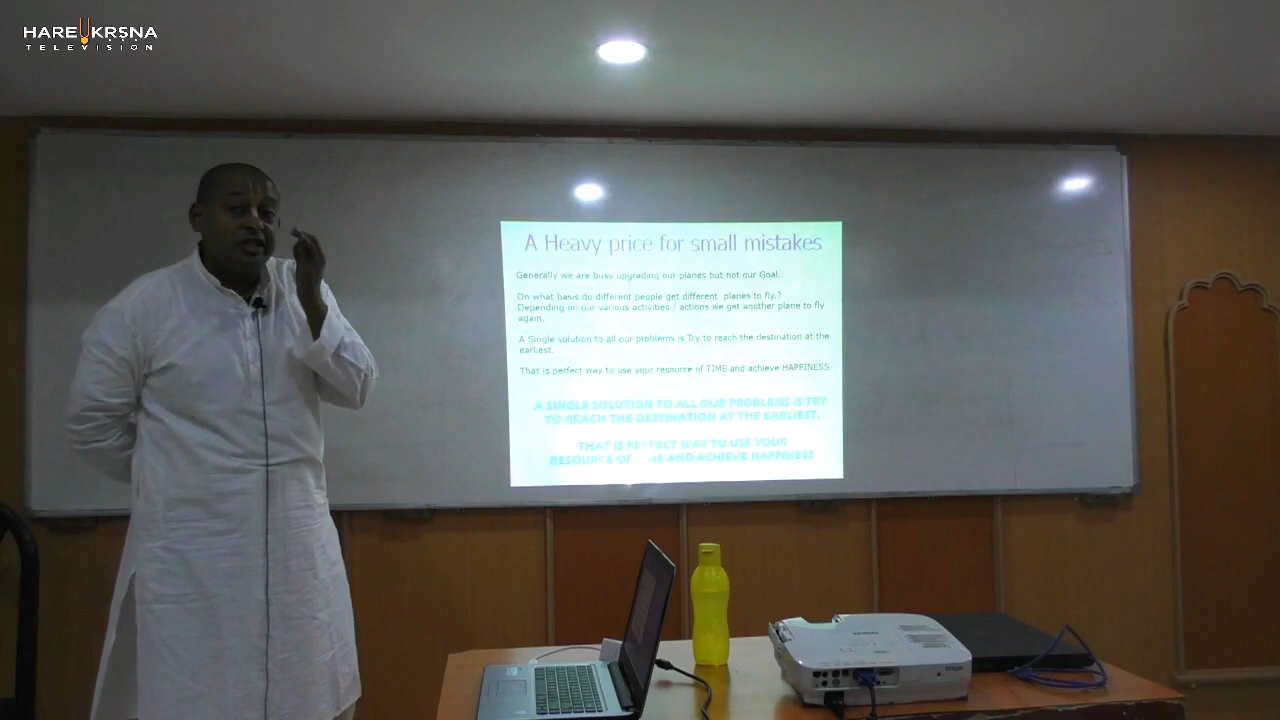 HARE KRSNA
TELEVISION
A Heavy price for small mistakes
Generally we are busy upgrading our planes but not our Goal.
On what basis do different people get different planes to fly.?
Depending on our various activities / actions we get another plane to fly
again.
A Single solution to all our problems is Try to reach the destination at the
earliest.
That is perfect way to use your resource of TIME and achieve HAPPINESS
A SINGLE SOLUTION TO ALL OUR PROBLEMS IS TRY
TO REACH THE DESTINATION AT THE EARLIEST.
THAT IS PERFECT WAY TO USE YOUR
RESOURCE OF TIME AND ACHIEVE HAPPINESS
EPSON